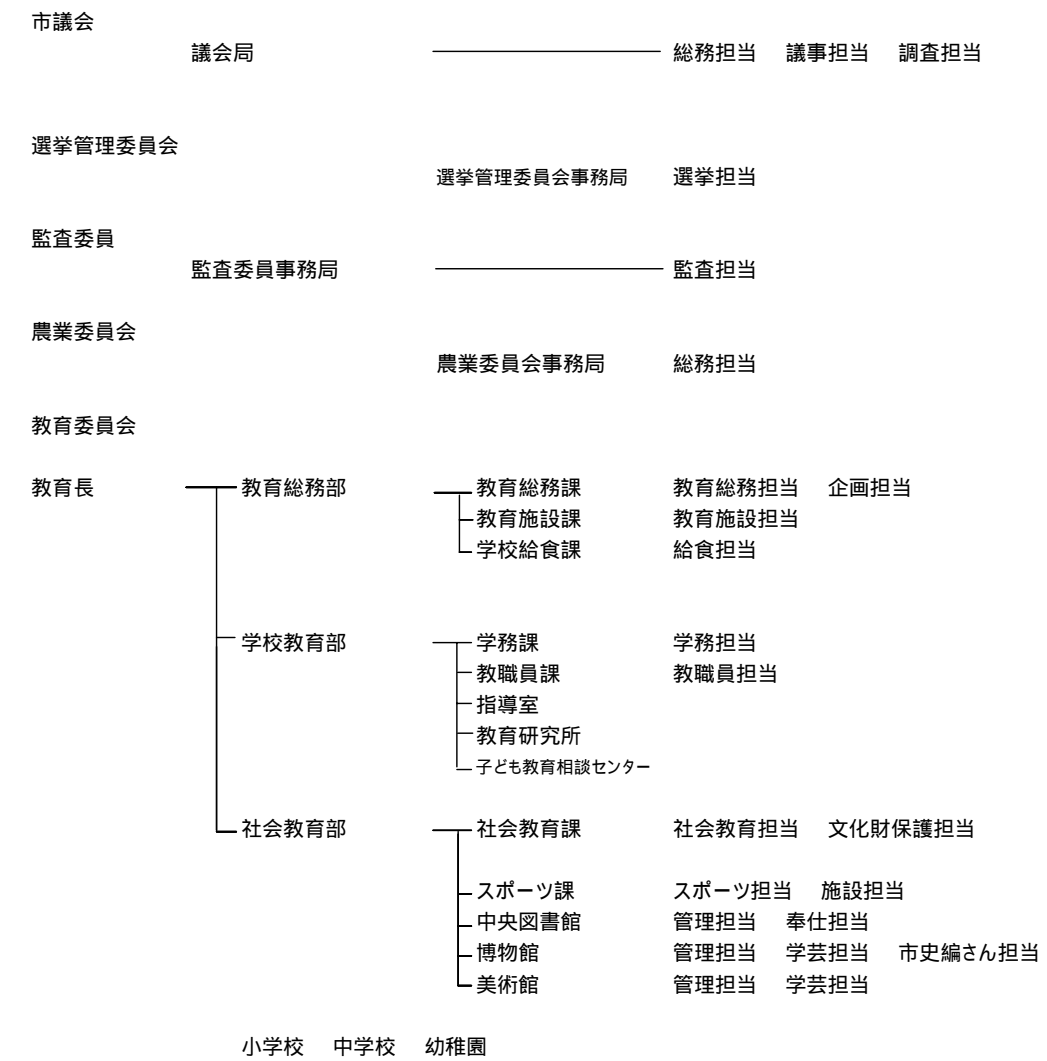 市議会
議会局 総務担当 議事担当 調査担当
選挙管理委員会
選挙管理委員会事務局 選挙担当
監査委員
監査委員事務局 監査担当
農業委員会
農業委員会事務局 総務担当
教育委員会
教育長 教育総務部 教育総務課 教育総務担当 企画担当
教育施設課 教育施設担当
学校給食課 給食担当
学校教育部 学務課 学務担当
教職員課 教職員担当
指導室
教育研究所
子ども教育相談センター
社会教育部 社会教育課 社会教育担当 文化財保護担当
スポーツ課 スポーツ担当 施設担当
中央図書館 管理担当 奉仕担当
博物館 管理担当 学芸担当 市史編さん担当
美術館 管理担当 学芸担当
小学校 中学校 幼稚園